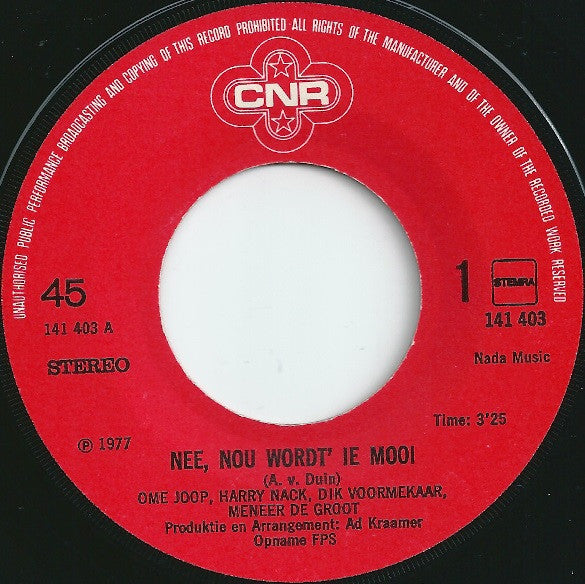 UNAUTHORISED PUBLIC PERFORMANCE BROADCASTING AND COPYING OF THIS RECORD PROHIBITED ALL RIGHTS OF THE MANUFACTURER AND OF THE OWNER OF THE RECORDED WORK RESERVED
CNR
45
141 403 A
STEREO
1
STEMRA
141 403
Nada Music
Time: 3'25
℗ 1977
NEE, NOU WORDT' IE MOOI
(A. v. Duin)
OME JOOP, HARRY NACK, DIK VOORMEKAAR,
MENEER DE GROOT
Produktie en Arrangement: Ad Kraamer
Opname FPS